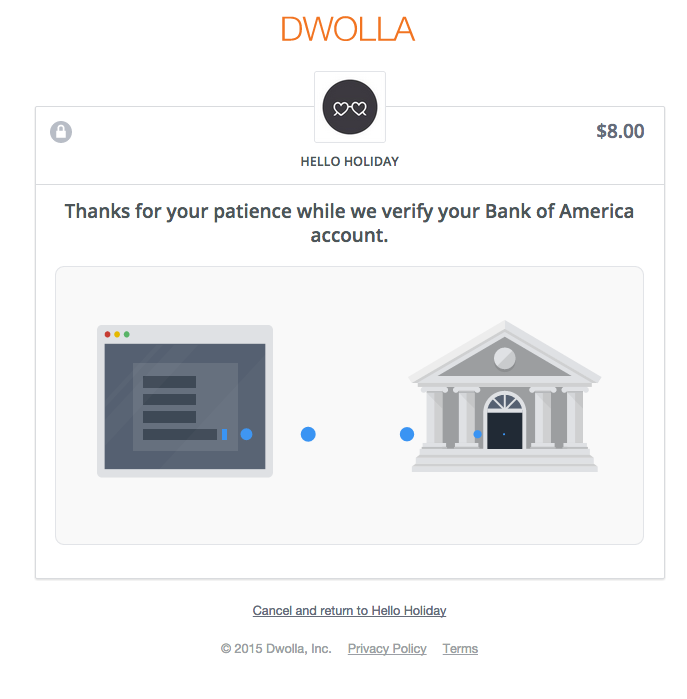 DWOLLA
$8.00
HELLO HOLIDAY
Thanks for your patience while we verify your Bank of America
account.
Cancel and return to Hello Holiday
© 2015 Dwolla, Inc. Privacy Policy Terms